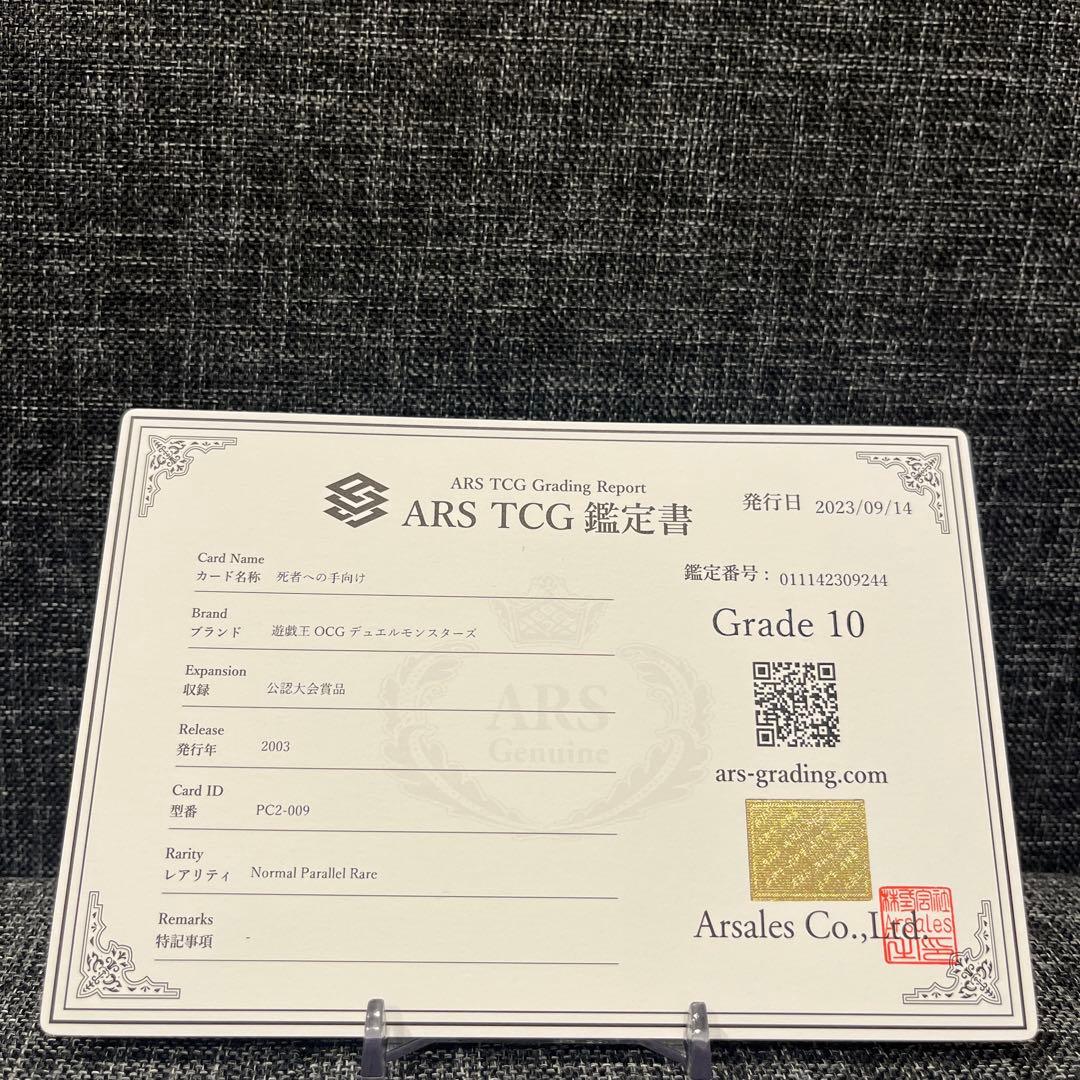 ARS TCG Grading Report
ARS TCG 鑑定書
発行日 2023/09/14
Card Name
カード名称 死者への手向け
Brand
ブランド 遊戯王 OCG デュエルモンスターズ
Expansion
収録 公認大会賞品
Release
発行年 2003
Card ID
型番 PC2-009
Rarity
レアリティ Normal Parallel Rare
Remarks
特記事項 -
鑑定番号： 011142309244
Grade 10
ars-grading.com
Arsales Co.,Ltd.
株式会社
Arsales
ARS
Genuine